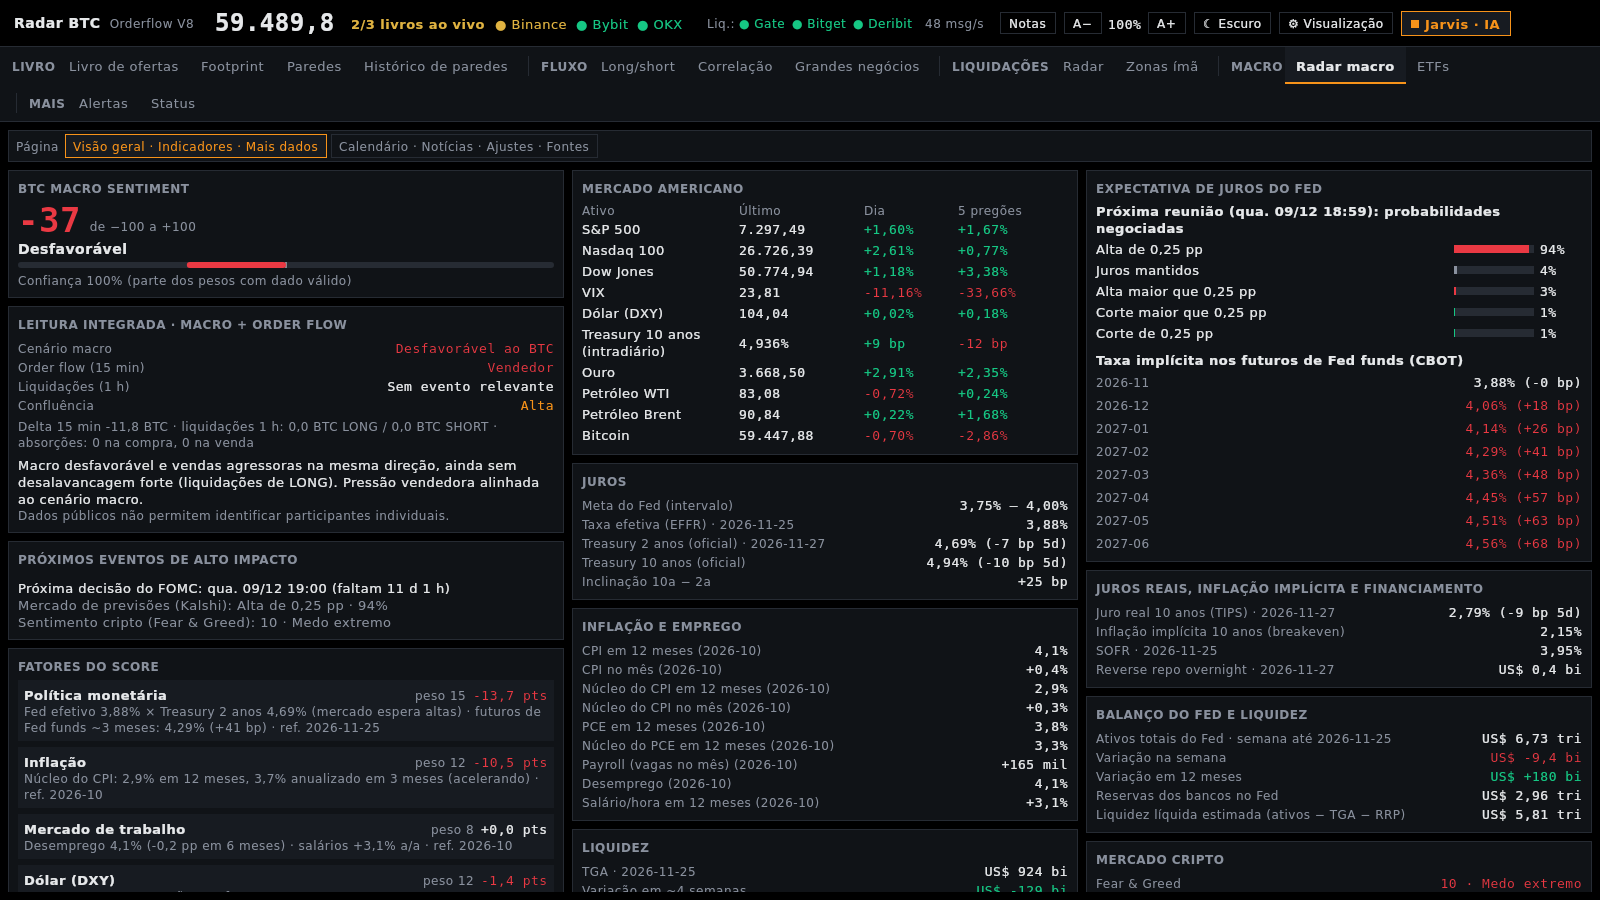 Radar BTC Orderflow V8 59.489,8 2/3 livros ao vivo ● Binance ● Bybit ● OKX Liq.: ● Gate ● Bitget ● Deribit 48 msg/s Notas A− 100% A+ ☾ Escuro ⚙ Visualização ■ Jarvis · IA
LIVRO Livro de ofertas Footprint Paredes Histórico de paredes FLUXO Long/short Correlação Grandes negócios LIQUIDAÇÕES Radar Zonas ímã MACRO Radar macro ETFs
MAIS Alertas Status
Página Visão geral · Indicadores · Mais dados Calendário · Notícias · Ajustes · Fontes
BTC MACRO SENTIMENT
-37 de −100 a +100
Desfavorável
Confiança 100% (parte dos pesos com dado válido)
LEITURA INTEGRADA · MACRO + ORDER FLOW
Cenário macro Desfavorável ao BTC
Order flow (15 min) Vendedor
Liquidações (1 h) Sem evento relevante
Confluência Alta
Delta 15 min -11,8 BTC · liquidações 1 h: 0,0 BTC LONG / 0,0 BTC SHORT ·
absorções: 0 na compra, 0 na venda
Macro desfavorável e vendas agressoras na mesma direção, ainda sem
desalavancagem forte (liquidações de LONG). Pressão vendedora alinhada
ao cenário macro.
Dados públicos não permitem identificar participantes individuais.
PRÓXIMOS EVENTOS DE ALTO IMPACTO
Próxima decisão do FOMC: qua. 09/12 19:00 (faltam 11 d 1 h)
Mercado de previsões (Kalshi): Alta de 0,25 pp · 94%
Sentimento cripto (Fear & Greed): 10 · Medo extremo
FATORES DO SCORE
Política monetária peso 15 -13,7 pts
Fed efetivo 3,88% × Treasury 2 anos 4,69% (mercado espera altas) · futuros de
Fed funds ~3 meses: 4,29% (+41 bp) · ref. 2026-11-25
Inflação peso 12 -10,5 pts
Núcleo do CPI: 2,9% em 12 meses, 3,7% anualizado em 3 meses (acelerando) ·
ref. 2026-10
Mercado de trabalho peso 8 +0,0 pts
Desemprego 4,1% (-0,2 pp em 6 meses) · salários +3,1% a/a · ref. 2026-10
Dólar (DXY) peso 12 -1,4 pts
MERCADO AMERICANO
Ativo Último Dia 5 pregões
S&P 500 7.297,49 +1,60% +1,67%
Nasdaq 100 26.726,39 +2,61% +0,77%
Dow Jones 50.774,94 +1,18% +3,38%
VIX 23,81 -11,16% -33,66%
Dólar (DXY) 104,04 +0,02% +0,18%
Treasury 10 anos
(intradiário) 4,936% +9 bp -12 bp
Ouro 3.668,50 +2,91% +2,35%
Petróleo WTI 83,08 -0,72% +0,24%
Petróleo Brent 90,84 +0,22% +1,68%
Bitcoin 59.447,88 -0,70% -2,86%
JUROS
Meta do Fed (intervalo) 3,75% — 4,00%
Taxa efetiva (EFFR) · 2026-11-25 3,88%
Treasury 2 anos (oficial) · 2026-11-27 4,69% (-7 bp 5d)
Treasury 10 anos (oficial) 4,94% (-10 bp 5d)
Inclinação 10a − 2a +25 bp
INFLAÇÃO E EMPREGO
CPI em 12 meses (2026-10) 4,1%
CPI no mês (2026-10) +0,4%
Núcleo do CPI em 12 meses (2026-10) 2,9%
Núcleo do CPI no mês (2026-10) +0,3%
PCE em 12 meses (2026-10) 3,8%
Núcleo do PCE em 12 meses (2026-10) 3,3%
Payroll (vagas no mês) (2026-10) +165 mil
Desemprego (2026-10) 4,1%
Salário/hora em 12 meses (2026-10) +3,1%
LIQUIDEZ
TGA · 2026-11-25 US$ 924 bi
Variação em ~4 semanas US$ -129 bi
EXPECTATIVA DE JUROS DO FED
Próxima reunião (qua. 09/12 18:59): probabilidades
negociadas
Alta de 0,25 pp 94%
Juros mantidos 4%
Alta maior que 0,25 pp 3%
Corte maior que 0,25 pp 1%
Corte de 0,25 pp 1%
Taxa implícita nos futuros de Fed funds (CBOT)
2026-11 3,88% (-0 bp)
2026-12 4,06% (+18 bp)
2027-01 4,14% (+26 bp)
2027-02 4,29% (+41 bp)
2027-03 4,36% (+48 bp)
2027-04 4,45% (+57 bp)
2027-05 4,51% (+63 bp)
2027-06 4,56% (+68 bp)
JUROS REAIS, INFLAÇÃO IMPLÍCITA E FINANCIAMENTO
Juro real 10 anos (TIPS) · 2026-11-27 2,79% (-9 bp 5d)
Inflação implícita 10 anos (breakeven) 2,15%
SOFR · 2026-11-25 3,95%
Reverse repo overnight · 2026-11-27 US$ 0,4 bi
BALANÇO DO FED E LIQUIDEZ
Ativos totais do Fed · semana até 2026-11-25 US$ 6,73 tri
Variação na semana US$ -9,4 bi
Variação em 12 meses US$ +180 bi
Reservas dos bancos no Fed US$ 2,96 tri
Liquidez líquida estimada (ativos − TGA − RRP) US$ 5,81 tri
MERCADO CRIPTO
Fear & Greed 10 · Medo extremo